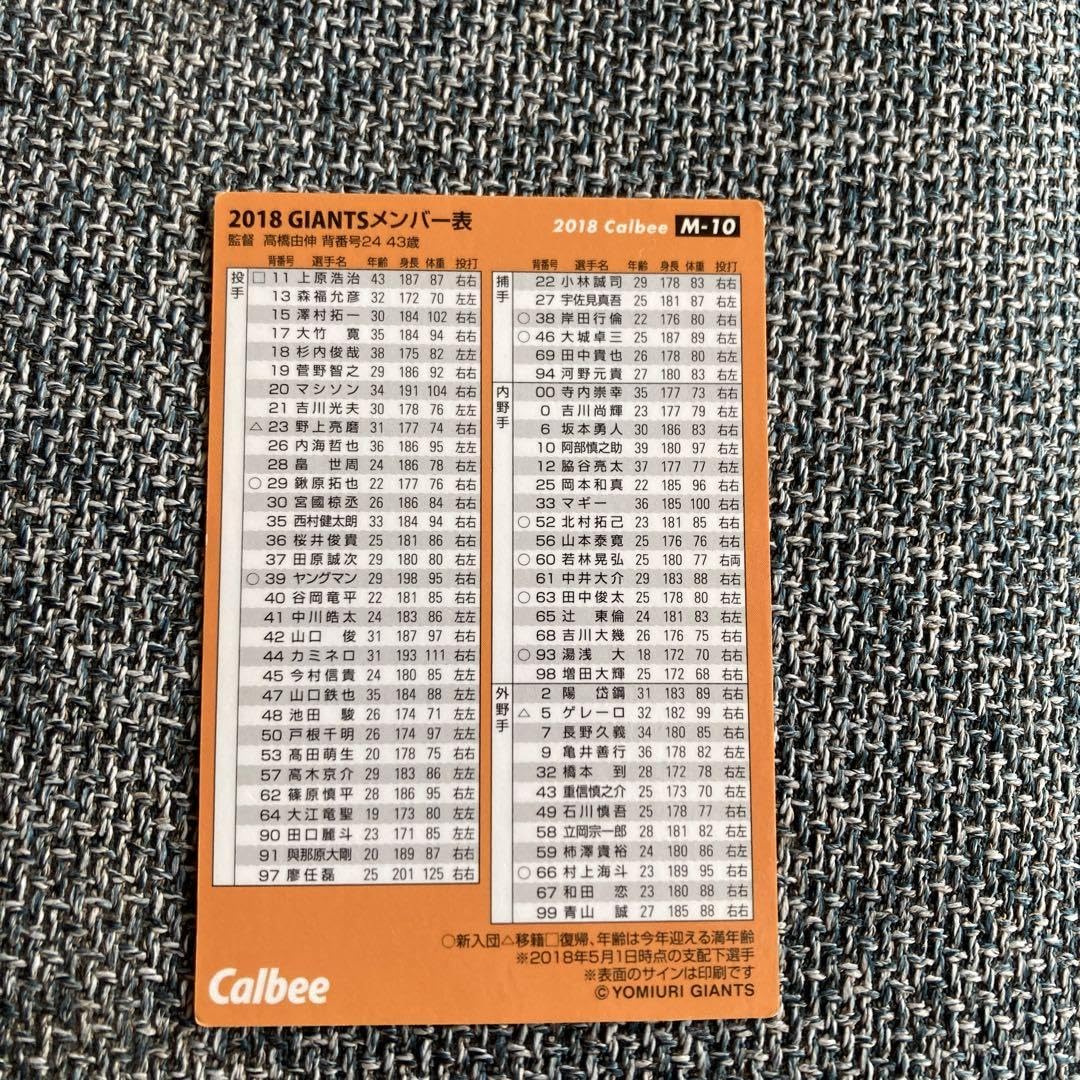 2018 GIANTSメンバー表
2018 Calbee M-10
監督 高橋由伸 背番号24 43歳
背番号 選手名 年齢 身長 体重 投打
投手
□ 11 上原浩治 43 187 87 右右
13 森福允彦 32 172 70 左左
15 澤村拓一 30 184 102 右右
17 大竹 寛 35 184 94 右右
18 杉内俊哉 38 175 82 左左
19 菅野智之 29 186 92 右右
20 マシソン 34 191 104 右右
21 吉川光夫 30 178 76 左左
△ 23 野上亮磨 31 177 74 右右
26 内海哲也 36 186 95 左左
28 畠 世周 24 186 78 右左
○ 29 鍬原拓也 22 177 76 右右
30 宮國椋丞 26 186 84 右右
35 西村健太朗 33 184 94 右右
36 桜井俊貴 25 181 86 右右
37 田原誠次 29 180 80 右左
○ 39 ヤングマン 29 198 95 右右
40 谷岡竜平 22 181 85 右右
41 中川皓太 24 183 86 左左
42 山口 俊 31 187 97 右右
44 カミネロ 31 193 111 右右
45 今村信貴 24 180 85 左左
47 山口鉄也 35 184 88 左左
48 池田 駿 26 174 71 左左
50 戸根千明 26 174 97 左左
53 髙田萌生 20 178 75 右右
57 高木京介 29 183 86 左左
62 篠原慎平 28 186 95 右左
64 大江竜聖 19 173 80 左左
90 田口麗斗 23 171 85 左左
91 與那原大剛 20 189 87 右右
97 廖任磊 25 201 125 右右
背番号 選手名 年齢 身長 体重 投打
捕手
22 小林誠司 29 178 83 右右
27 宇佐見真吾 25 181 87 右左
○ 38 岸田行倫 22 176 80 右右
○ 46 大城卓三 25 187 89 右左
69 田中貴也 26 178 80 右左
94 河野元貴 27 180 83 右左
内野手
00 寺内崇幸 35 177 73 右右
0 吉川尚輝 23 177 79 右左
6 坂本勇人 30 186 83 右右
10 阿部慎之助 39 180 97 右左
12 脇谷亮太 37 177 77 右左
25 岡本和真 22 185 96 右右
33 マギー 36 185 100 右右
○ 52 北村拓己 23 181 85 右右
56 山本泰寛 25 176 76 右右
○ 60 若林晃弘 25 180 77 右両
61 中井大介 29 183 88 右右
○ 63 田中俊太 25 178 80 右左
65 辻 東倫 24 181 83 右左
68 吉川大幾 26 176 75 右右
○ 93 湯浅 大 18 172 70 右右
98 増田大輝 25 172 68 右右
外野手
2 陽 岱鋼 31 183 89 右右
△ 5 ゲレーロ 32 182 99 右右
7 長野久義 34 180 85 右右
9 亀井善行 36 178 82 右左
32 橋本 到 28 172 78 右左
43 重信慎之介 25 173 70 右左
49 石川慎吾 25 178 77 右右
58 立岡宗一郎 28 181 82 右左
59 柿澤貴裕 24 180 86 右左
○ 66 村上海斗 23 189 95 右右
67 和田 恋 23 180 88 右右
99 青山 誠 27 185 88 右右
○新入団△移籍□復帰、年齢は今年迎える満年齢
※2018年5月1日時点の支配下選手
※表面のサインは印刷です
Calbee
©YOMIURI GIANTS